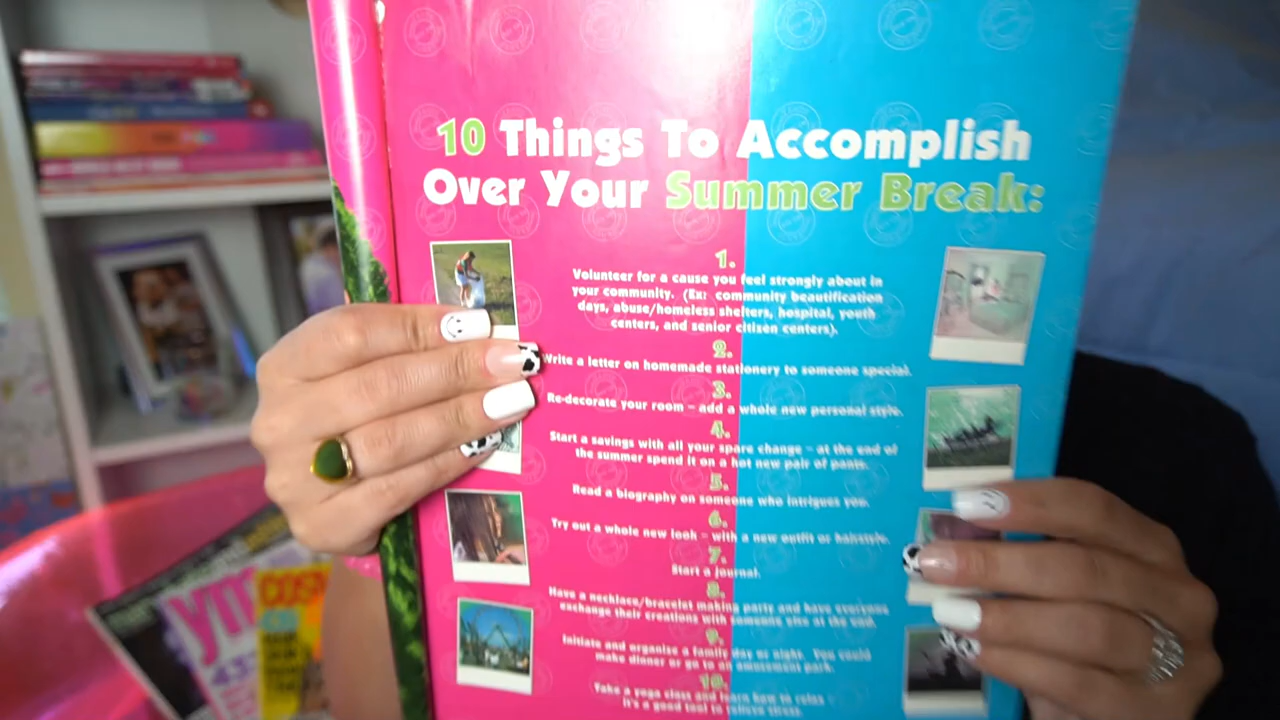 10 Things To Accomplish
Over Your Summer Break:
1.
Volunteer for a cause you feel strongly about in
your community. (Ex: community beautification
days, abuse/homeless shelters, hospital, youth
centers, and senior citizen centers).
2.
Write a letter on homemade stationery to someone special.
3.
Re-decorate your room – add a whole new personal style.
4.
Start a savings with all your spare change – at the end of
the summer spend it on a hot new pair of pants.
5.
Read a biography on someone who intrigues you.
6.
Try out a whole new look – with a new outfit or hairstyle.
7.
Start a journal.
8.
Have a necklace/bracelet making party and have everyone
exchange their creations with someone else at the end.
9.
Initiate and organize a family day or night. You could
make dinner or go to an amusement park.
10.
Take a yoga class and learn how to relax –
it's a good tool to relieve stress.
YM
COS